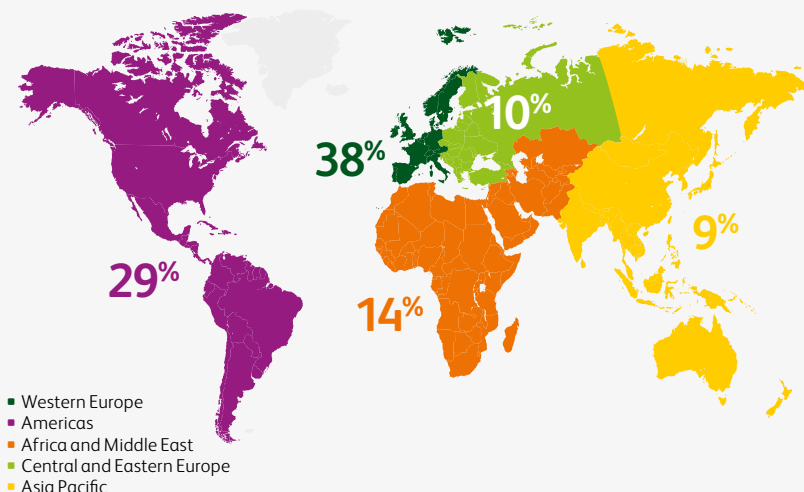 10%
38%
9%
29%
14%
Western Europe
Americas
Africa and Middle East
Central and Eastern Europe
Asia Pacific